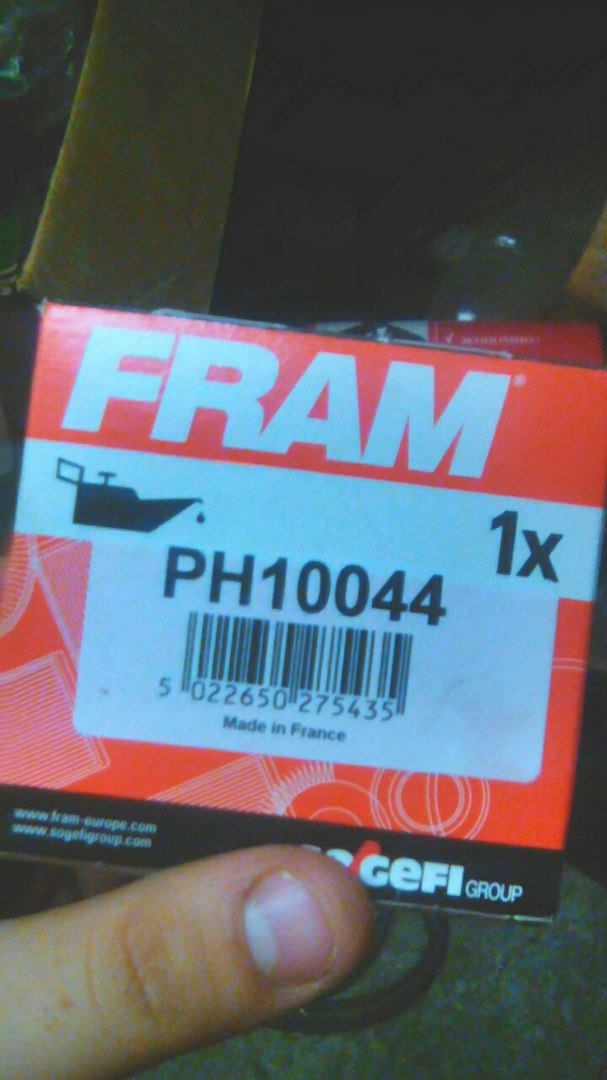 FRAM®
1x
PH10044
5 022650 275435
Made in France
www.fram-europe.com
www.sogefigroup.com
GROUP